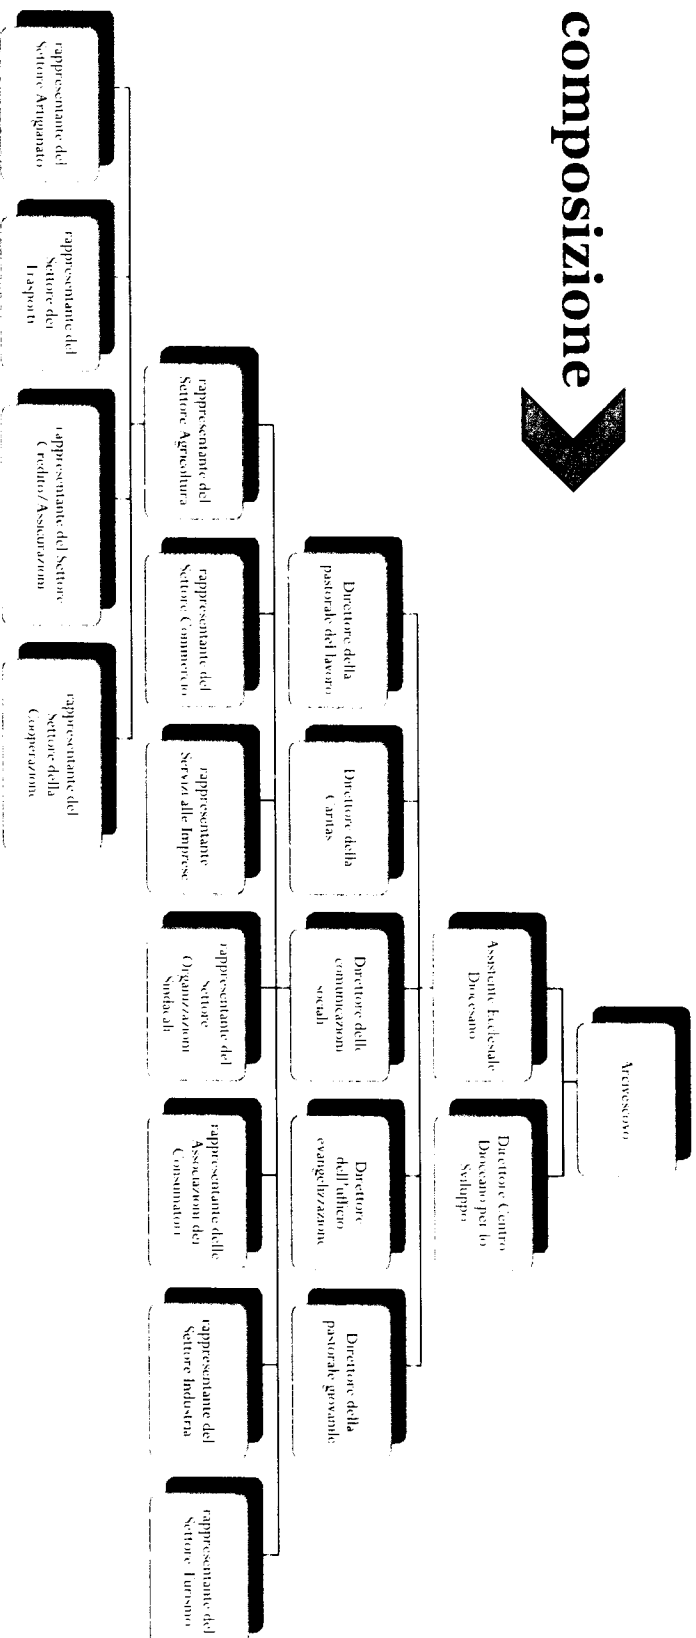 composizione
Arcivescovo
Assistente Ecclesiale
Diocesano
Direttore Centro
Diocesano per lo
Sviluppo
Direttore della
pastorale del lavoro
Direttore della
Caritas
Direttore delle
comunicazioni
sociali
Direttore
dell'ufficio
evangelizzazione
Direttore della
pastorale giovanile
rappresentante del
Settore Agricoltura
rappresentante del
Settore Commercio
rappresentante
Servizi alle Imprese
rappresentante del
Settore
Organizzazioni
Sindacali
rappresentante delle
Associazioni dei
Consumatori
rappresentante del
Settore Industria
rappresentante del
Settore Turismo
rappresentante del
Settore Artigianato
rappresentante del
Settore dei
Trasporti
rappresentante del Settore
Credito/Assicurazioni
rappresentante del
Settore della
Cooperazione